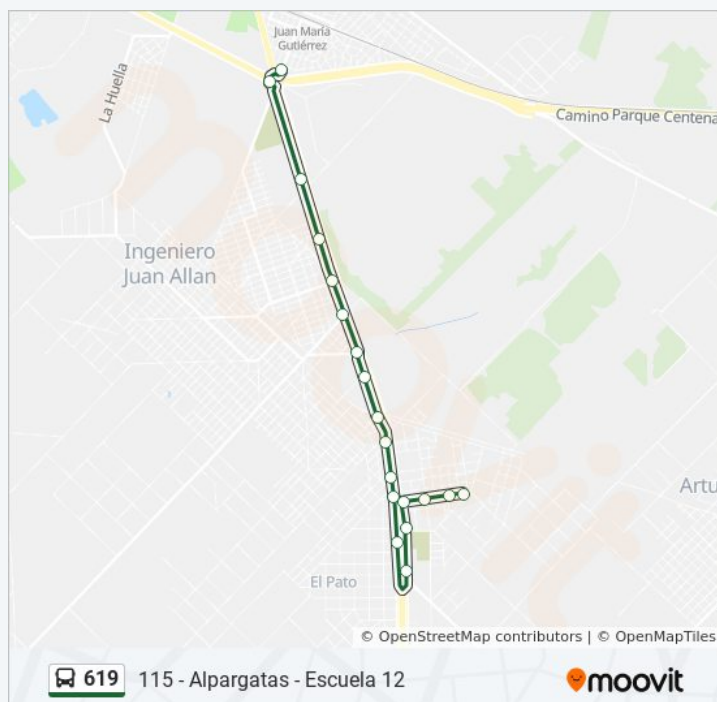 Juan María
Gutiérrez
La Huella
Camino Parque Centena
Ingeniero
Juan Allan
Artu
El Pato
© OpenStreetMap contributors | © OpenMapTiles
619 115 - Alpargatas - Escuela 12 moovit